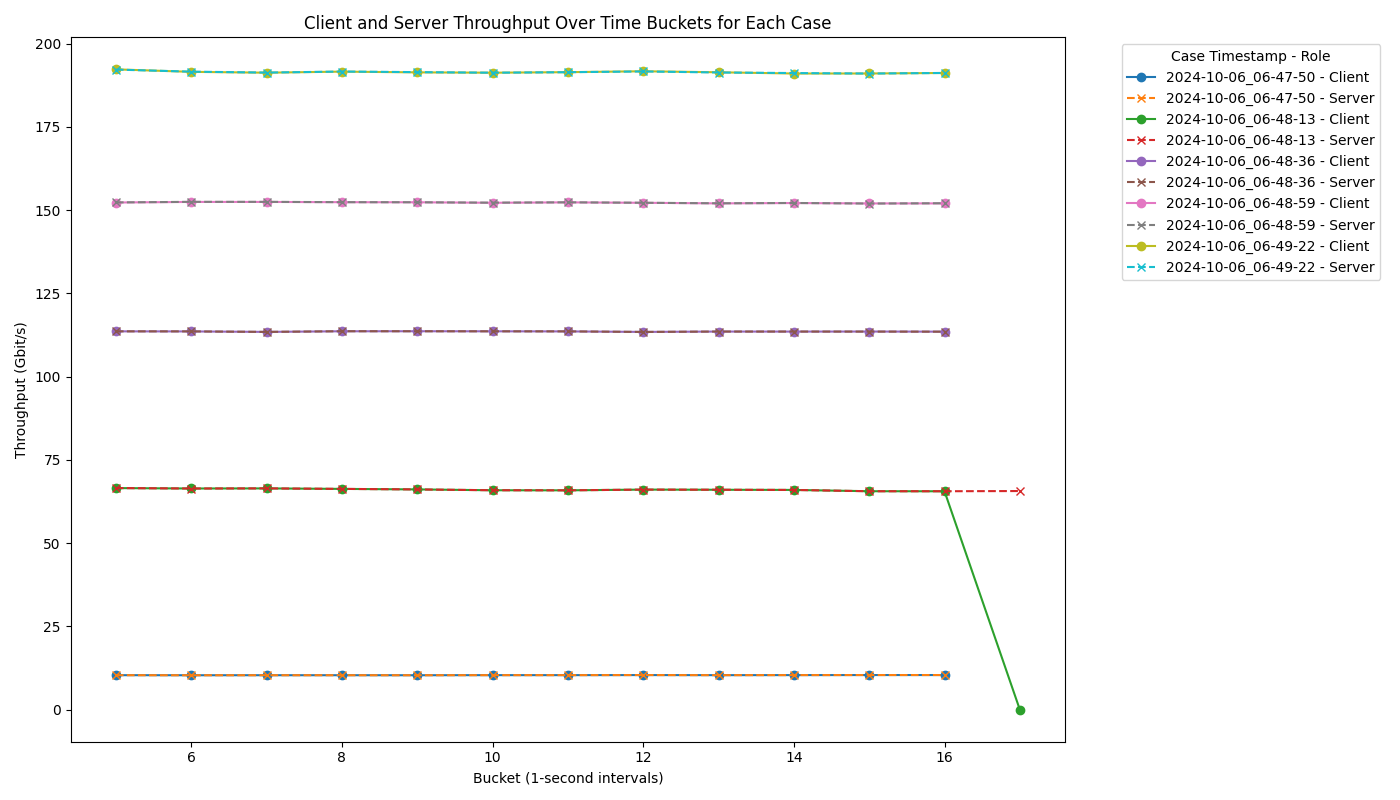 Client and Server Throughput Over Time Buckets for Each Case
200
175
150
125
100
75
50
25
0
Throughput (Gbit/s)
6 8 10 12 14 16
Bucket (1-second intervals)
Case Timestamp - Role
2024-10-06_06-47-50 - Client
2024-10-06_06-47-50 - Server
2024-10-06_06-48-13 - Client
2024-10-06_06-48-13 - Server
2024-10-06_06-48-36 - Client
2024-10-06_06-48-36 - Server
2024-10-06_06-48-59 - Client
2024-10-06_06-48-59 - Server
2024-10-06_06-49-22 - Client
2024-10-06_06-49-22 - Server